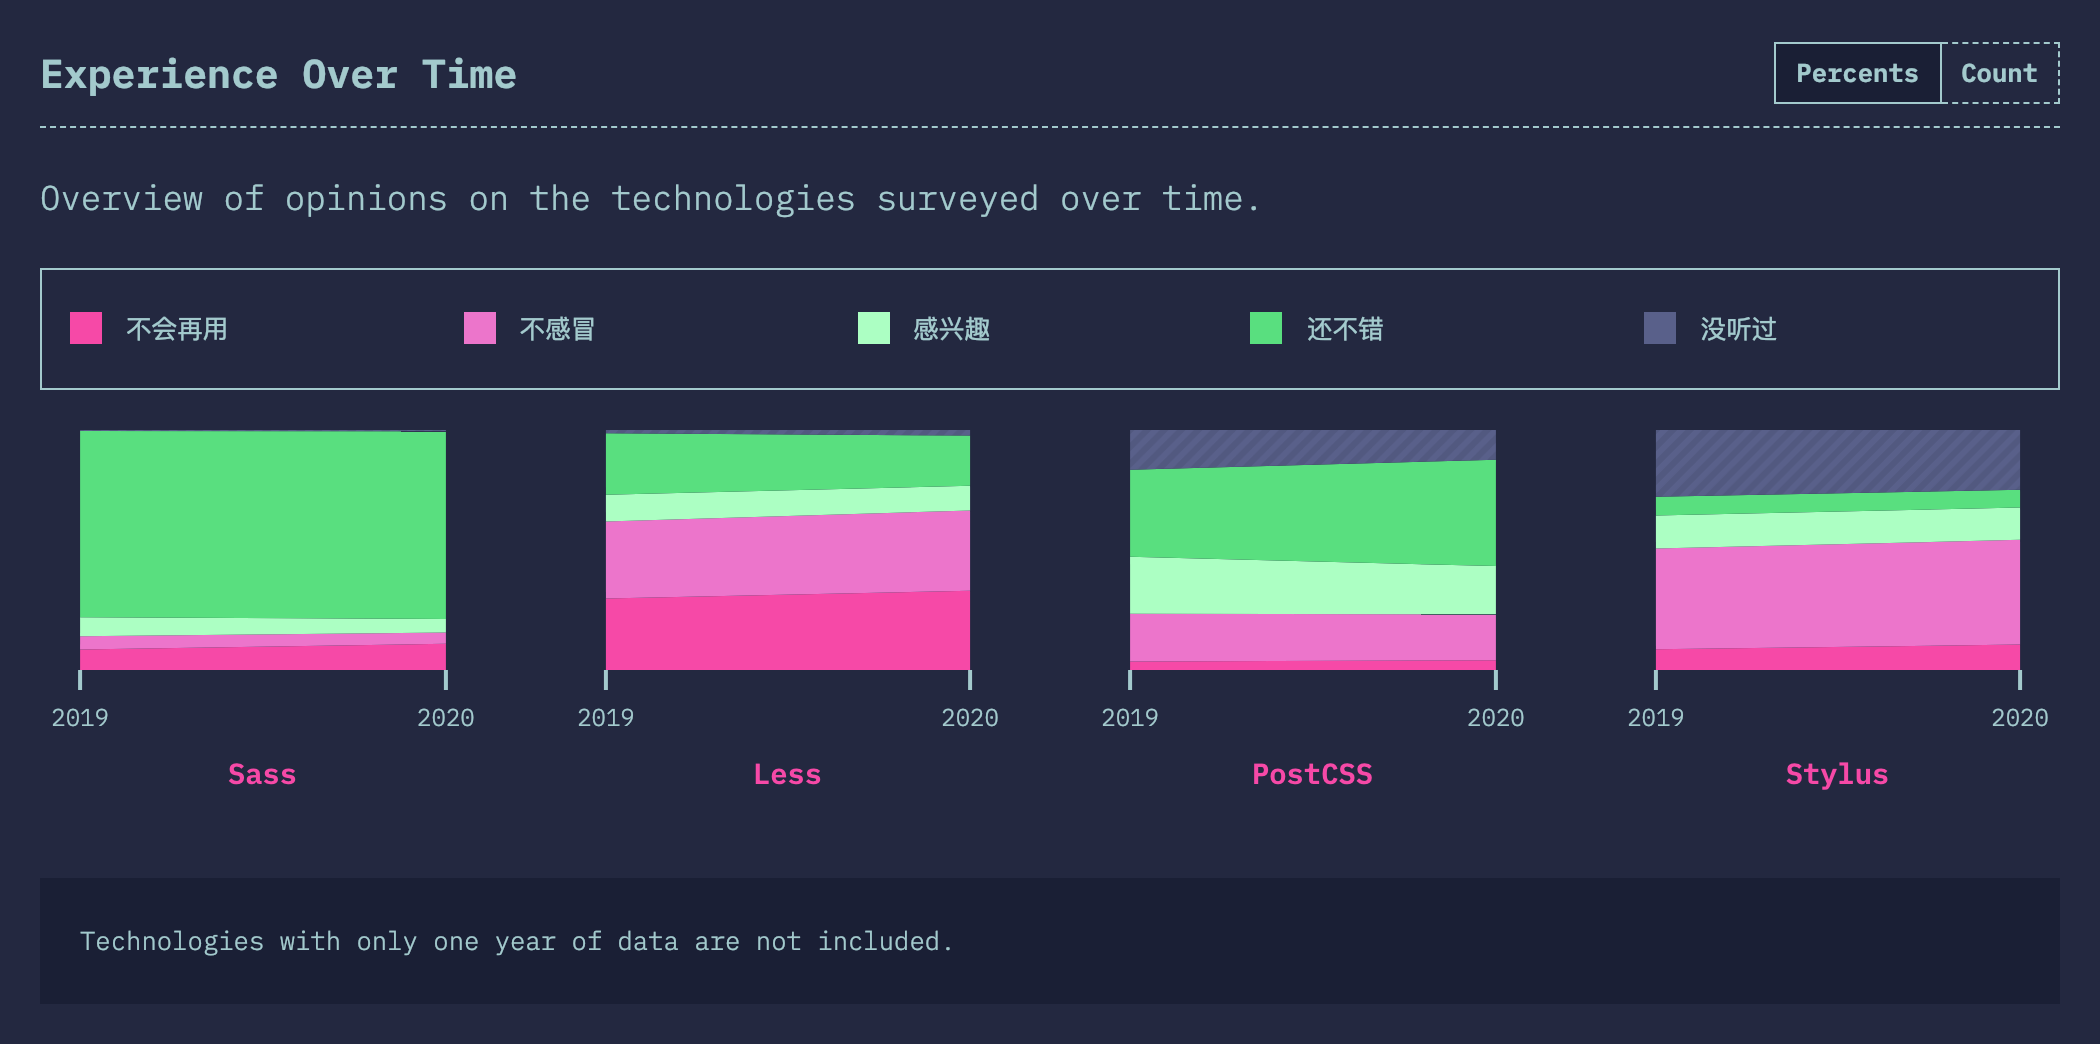 Experience Over Time
Percents Count
Overview of opinions on the technologies surveyed over time.
不会再用 不感冒 感兴趣 还不错 没听过
2019 2020 2019 2020 2019 2020 2019 2020
Sass Less PostCSS Stylus
Technologies with only one year of data are not included.